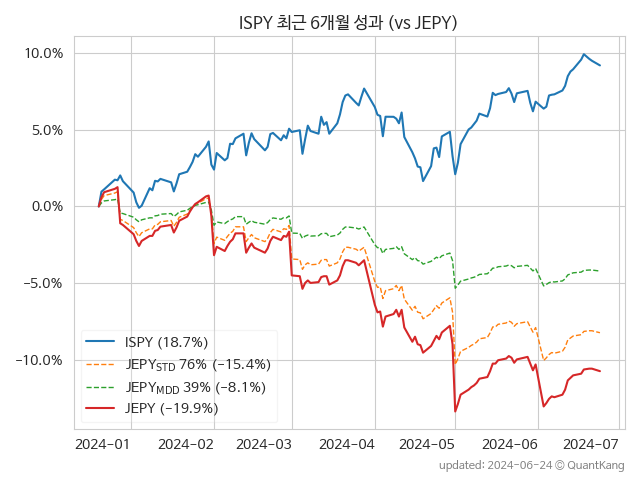 ISPY 최근 6개월 성과 (vs JEPY)
10.0%
5.0%
0.0%
−5.0%
−10.0%
ISPY (18.7%)
JEPY_STD 76% (−15.4%)
JEPY_MDD 39% (−8.1%)
JEPY (−19.9%)
2024-01 2024-02 2024-03 2024-04 2024-05 2024-06 2024-07
updated: 2024-06-24 © QuantKang